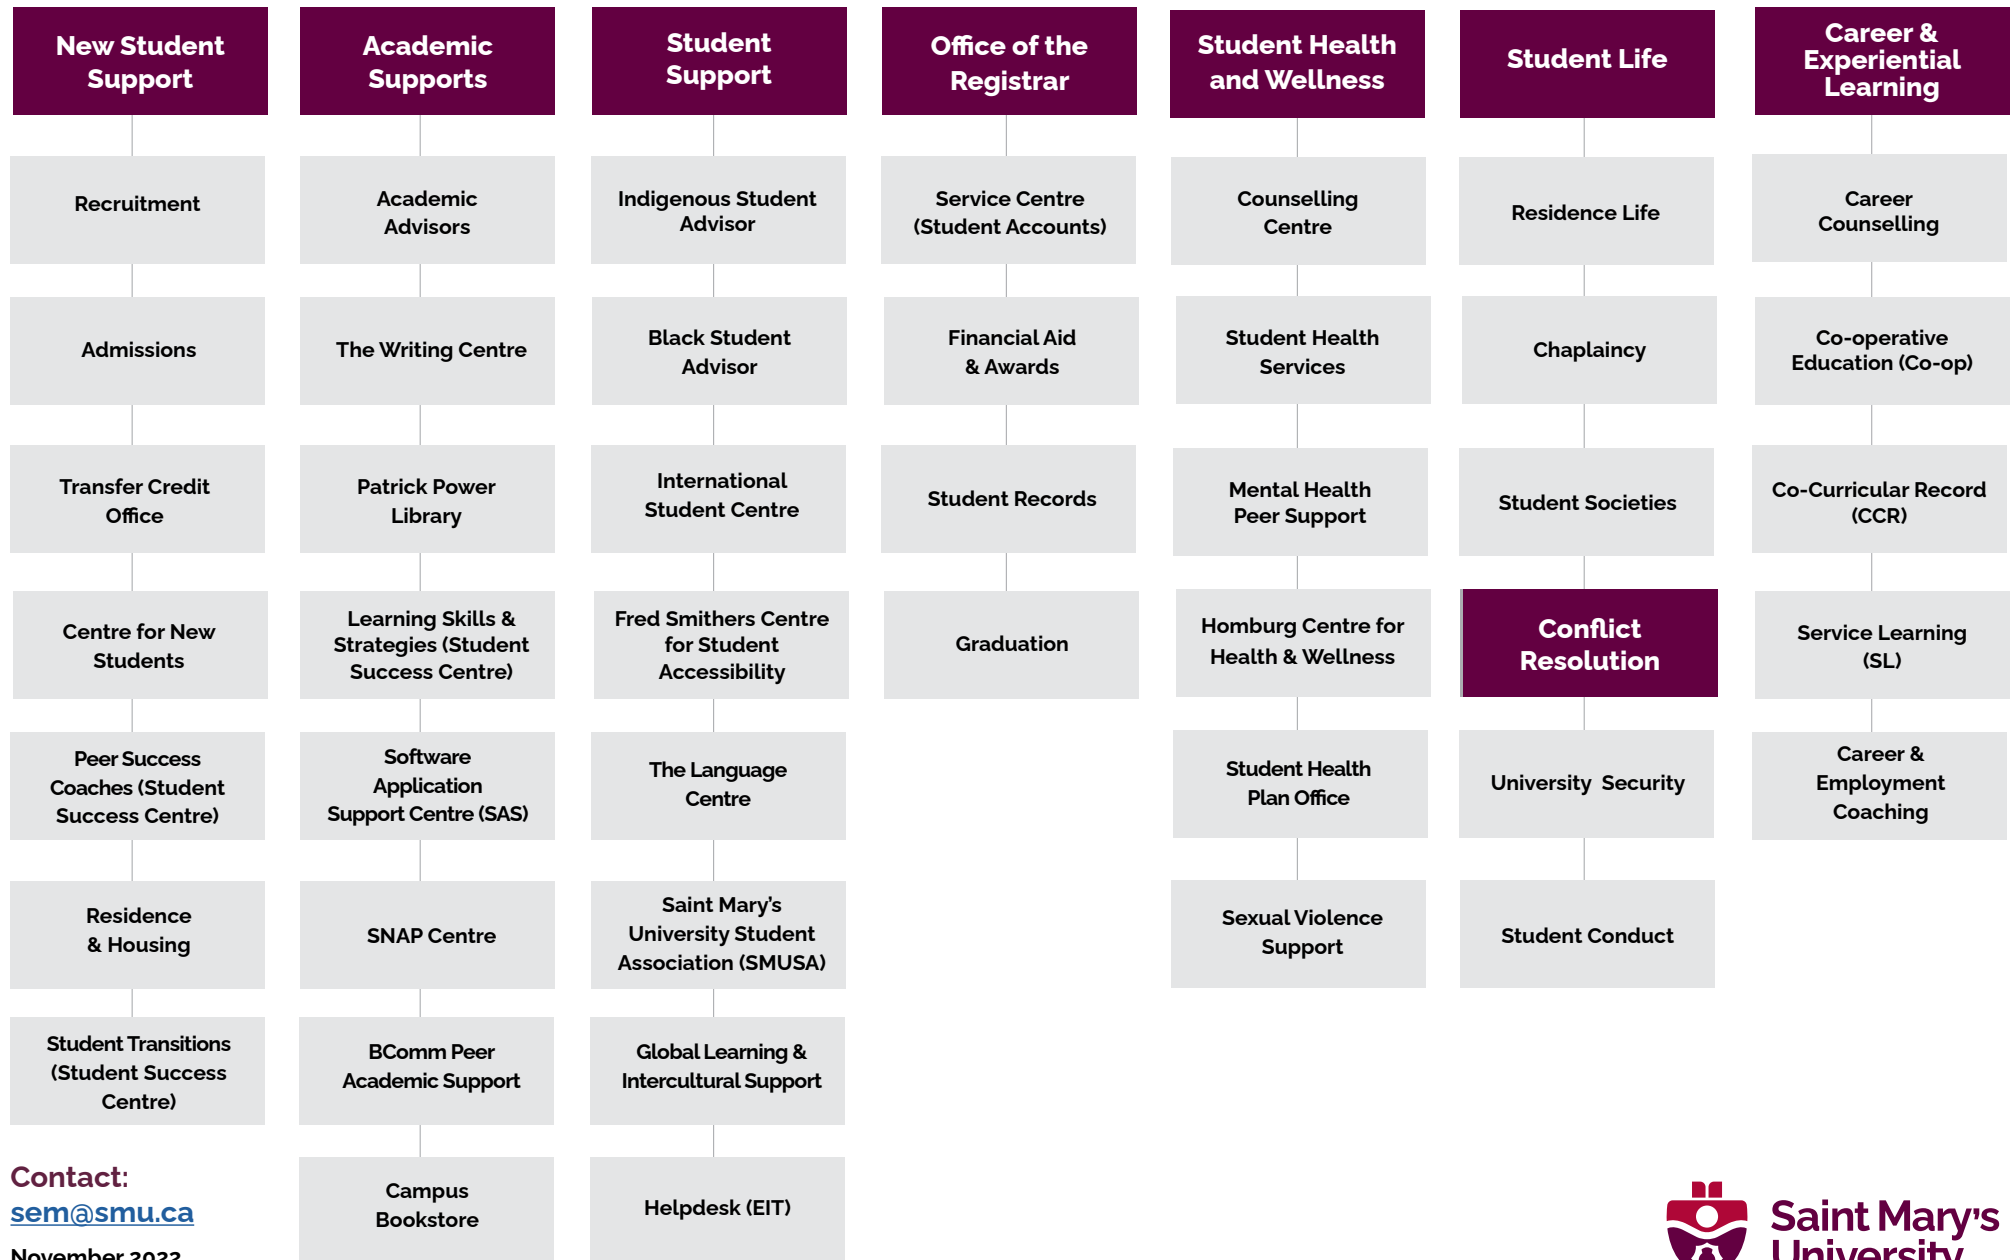 New Student
Support
Recruitment
Admissions
Transfer Credit
Office
Centre for New
Students
Peer Success
Coaches (Student
Success Centre)
Residence
& Housing
Student Transitions
(Student Success
Centre)
Academic
Supports
Academic
Advisors
The Writing Centre
Patrick Power
Library
Learning Skills &
Strategies (Student
Success Centre)
Software
Application
Support Centre (SAS)
SNAP Centre
BComm Peer
Academic Support
Campus
Bookstore
Student
Support
Indigenous Student
Advisor
Black Student
Advisor
International
Student Centre
Fred Smithers Centre
for Student
Accessibility
The Language
Centre
Saint Mary’s
University Student
Association (SMUSA)
Global Learning &
Intercultural Support
Helpdesk (EIT)
Office of the
Registrar
Service Centre
(Student Accounts)
Financial Aid
& Awards
Student Records
Graduation
Student Health
and Wellness
Counselling
Centre
Student Health
Services
Mental Health
Peer Support
Homburg Centre for
Health & Wellness
Student Health
Plan Office
Sexual Violence
Support
Student Life
Residence Life
Chaplaincy
Student Societies
Conflict
Resolution
University Security
Student Conduct
Career &
Experiential
Learning
Career
Counselling
Co-operative
Education (Co-op)
Co-Curricular Record
(CCR)
Service Learning
(SL)
Career &
Employment
Coaching
Contact:
sem@smu.ca
November 2022
Saint Mary’s
University